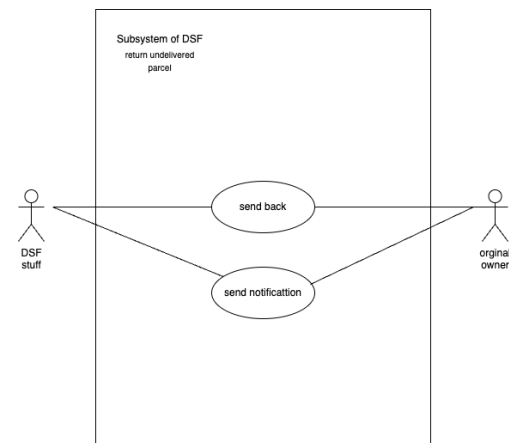 Subsystem of DSF
return undelivered
parcel
send back
DSF
stuff
orginal
owner
send notificattion